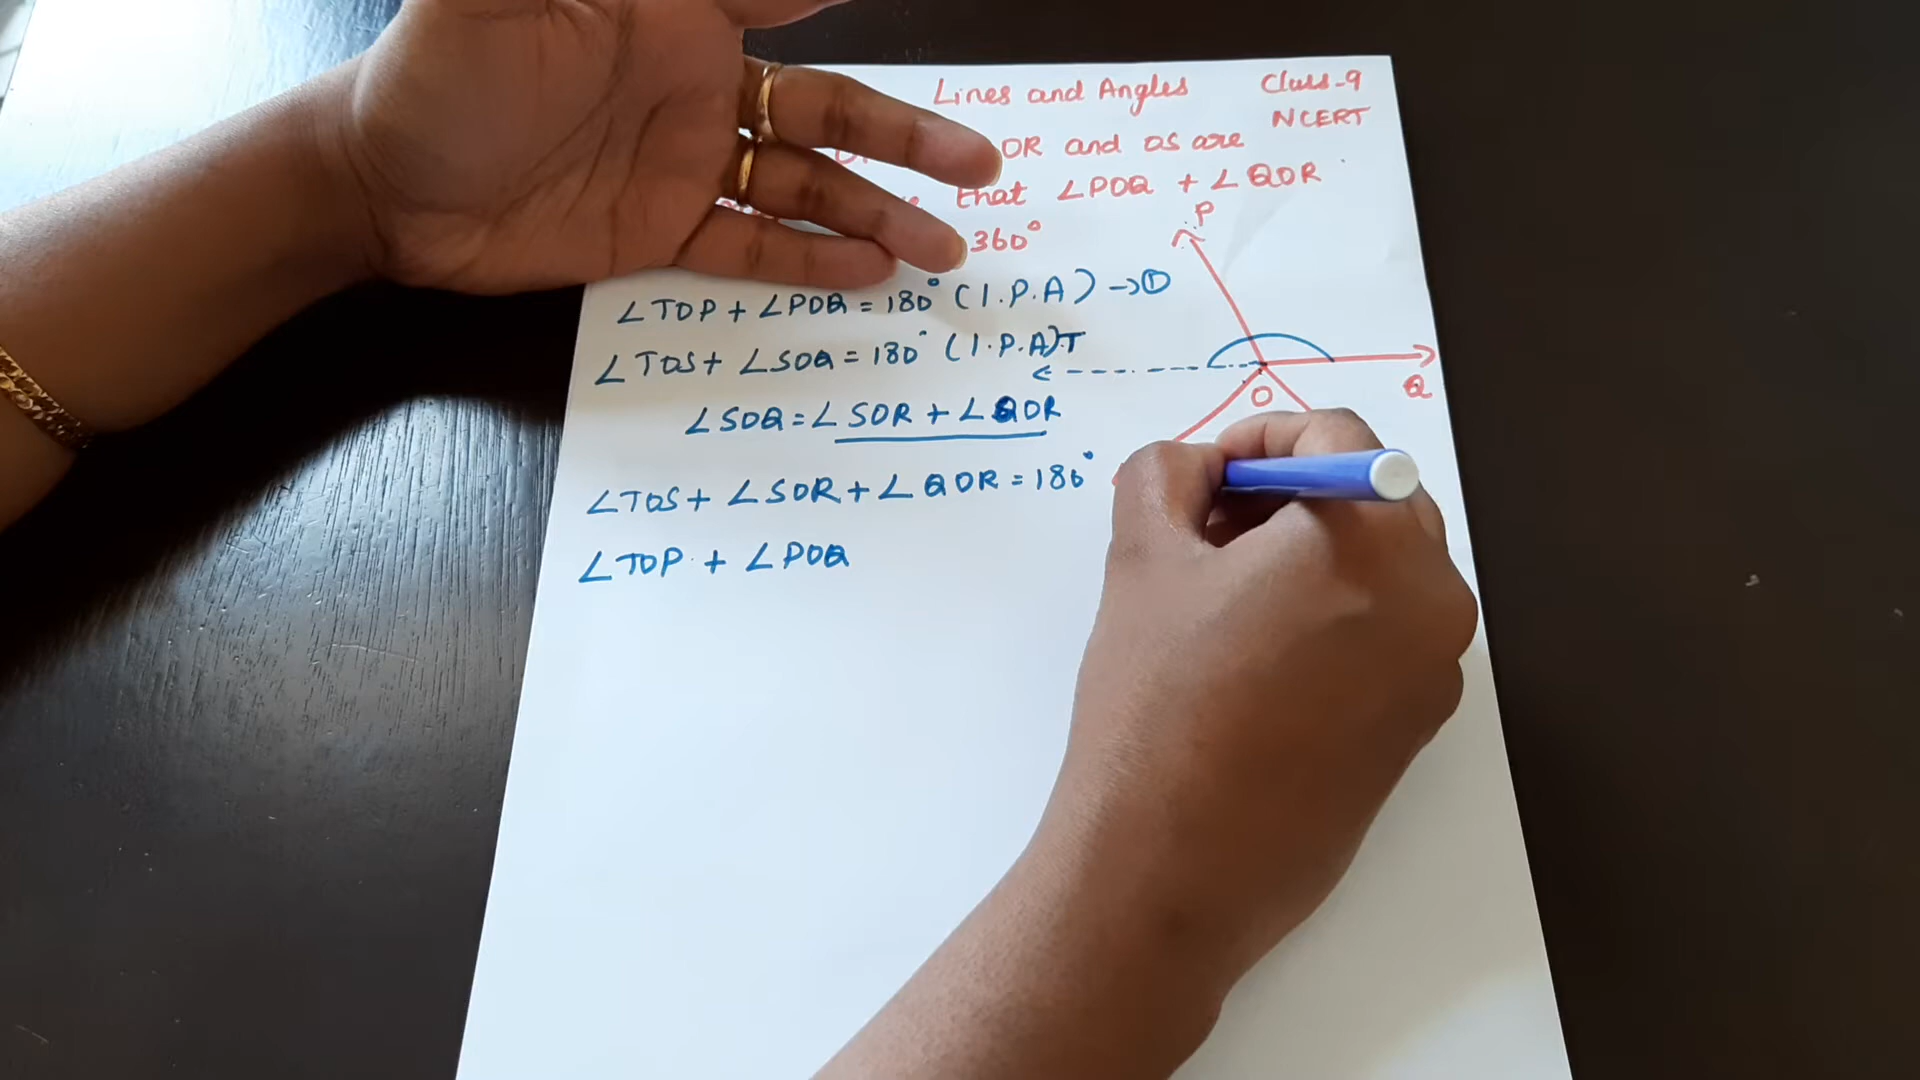 Lines and Angles Class-9
NCERT
OR and OS are
that ∠POQ + ∠QOR
360°
P
∠TOP + ∠POQ = 180° (I.P.A) → ①
∠TOS + ∠SOQ = 180° (I.P.A)
T
Q
O
∠SOQ = ∠SOR + ∠QOR
∠TOS + ∠SOR + ∠QOR = 180°
∠TOP + ∠POQ